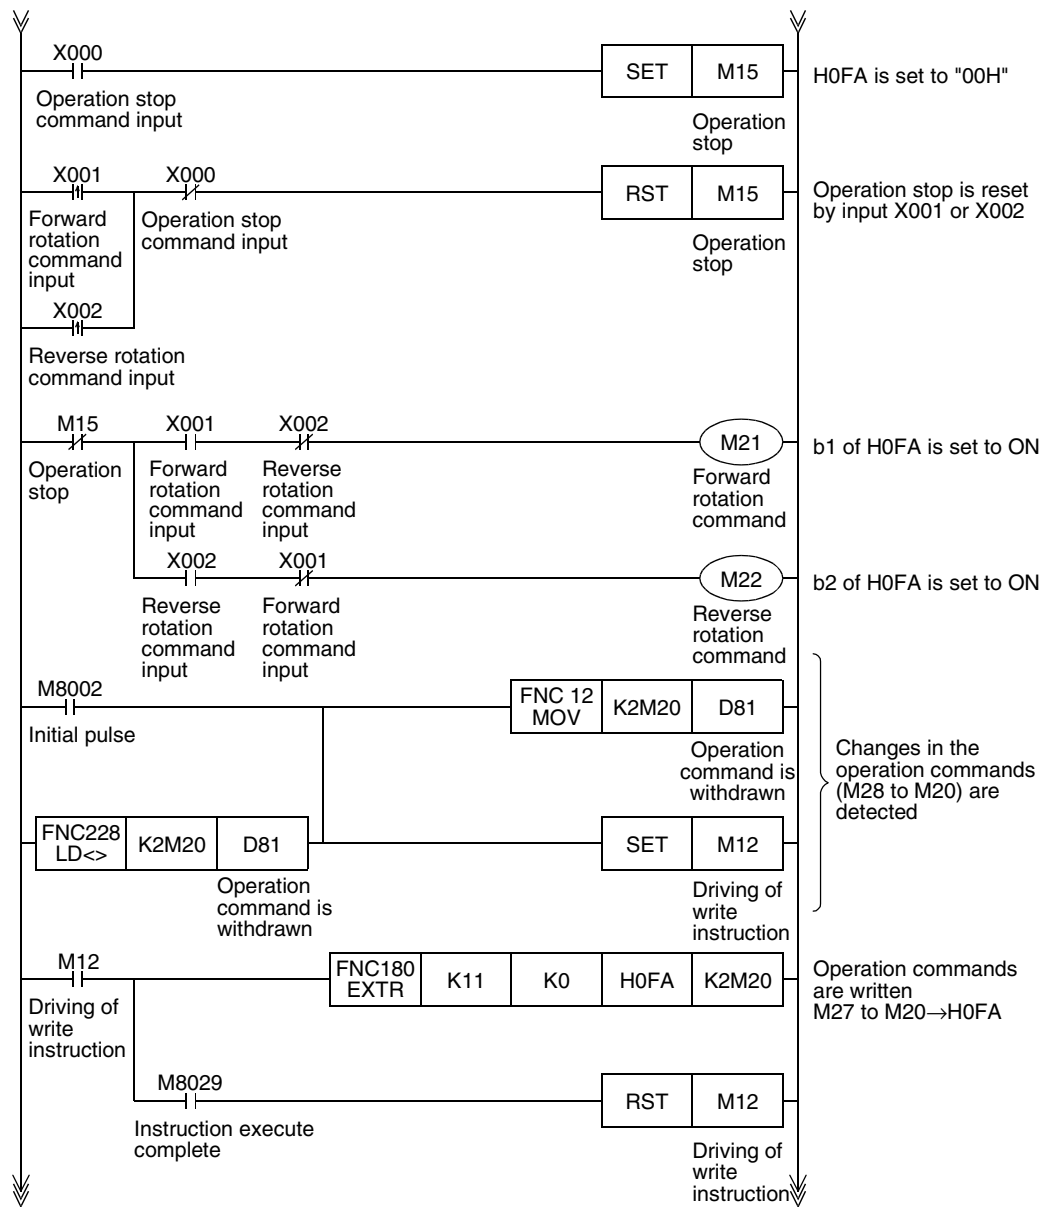 X000
SET M15
H0FA is set to "00H"
Operation stop
command input
Operation
stop
X001 X000
RST M15
Operation stop is reset
by input X001 or X002
Forward
rotation
command
input
Operation stop
command input
Operation
stop
X002
Reverse rotation
command input
M15 X001 X002
M21
b1 of H0FA is set to ON
Operation
stop
Forward
rotation
command
input
Reverse
rotation
command
input
Forward
rotation
command
X002 X001
M22
b2 of H0FA is set to ON
Reverse
rotation
command
input
Forward
rotation
command
input
Reverse
rotation
command
M8002
FNC 12
MOV
K2M20 D81
Initial pulse
Operation
command is
withdrawn
Changes in the
operation commands
(M28 to M20) are
detected
FNC228
LD<>
K2M20 D81
SET M12
Operation
command is
withdrawn
Driving of
write
instruction
M12
FNC180
EXTR
K11 K0 H0FA K2M20
Operation commands
are written
M27 to M20→H0FA
Driving of
write
instruction
M8029
RST M12
Instruction execute
complete
Driving of
write
instruction